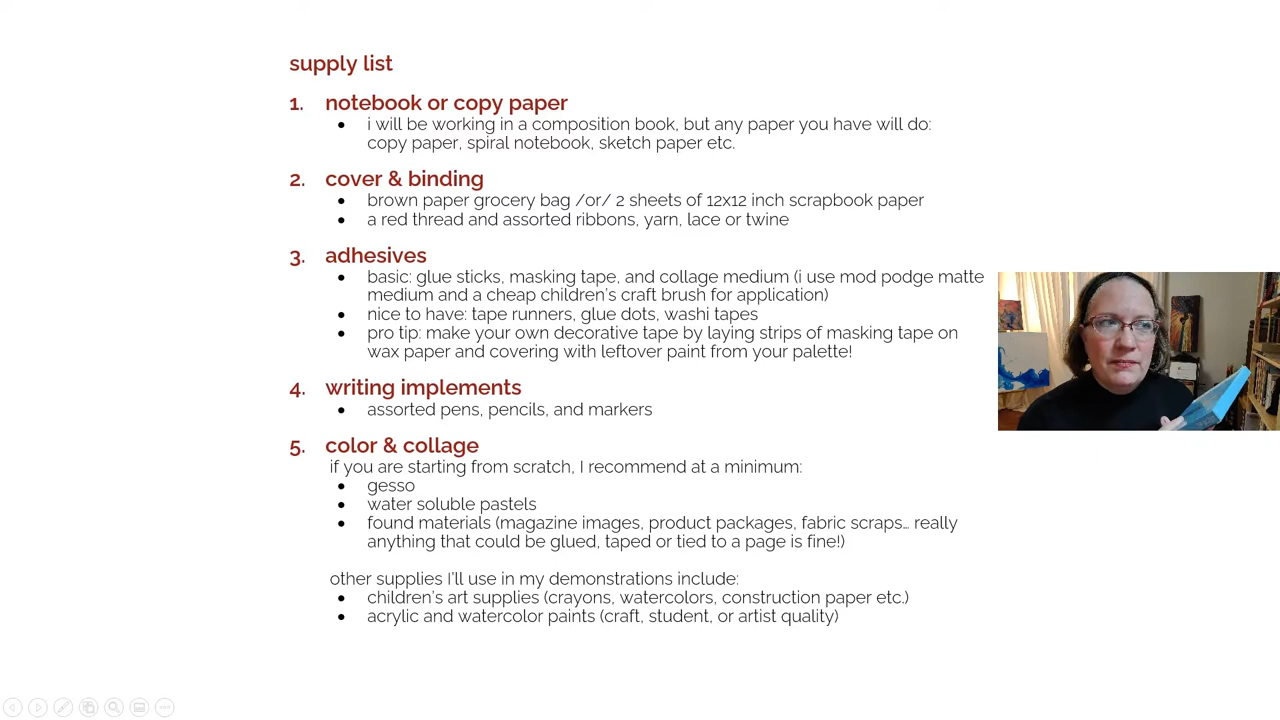 supply list
1. notebook or copy paper
• i will be working in a composition book, but any paper you have will do:
copy paper, spiral notebook, sketch paper etc.
2. cover & binding
• brown paper grocery bag /or/ 2 sheets of 12x12 inch scrapbook paper
• a red thread and assorted ribbons, yarn, lace or twine
3. adhesives
• basic: glue sticks, masking tape, and collage medium (i use mod podge matte
medium and a cheap children's craft brush for application)
• nice to have: tape runners, glue dots, washi tapes
• pro tip: make your own decorative tape by laying strips of masking tape on
wax paper and covering with leftover paint from your palette!
4. writing implements
• assorted pens, pencils, and markers
5. color & collage
if you are starting from scratch, I recommend at a minimum:
• gesso
• water soluble pastels
• found materials (magazine images, product packages, fabric scraps... really
anything that could be glued, taped or tied to a page is fine!)
other supplies I'll use in my demonstrations include:
• children's art supplies (crayons, watercolors, construction paper etc.)
• acrylic and watercolor paints (craft, student, or artist quality)